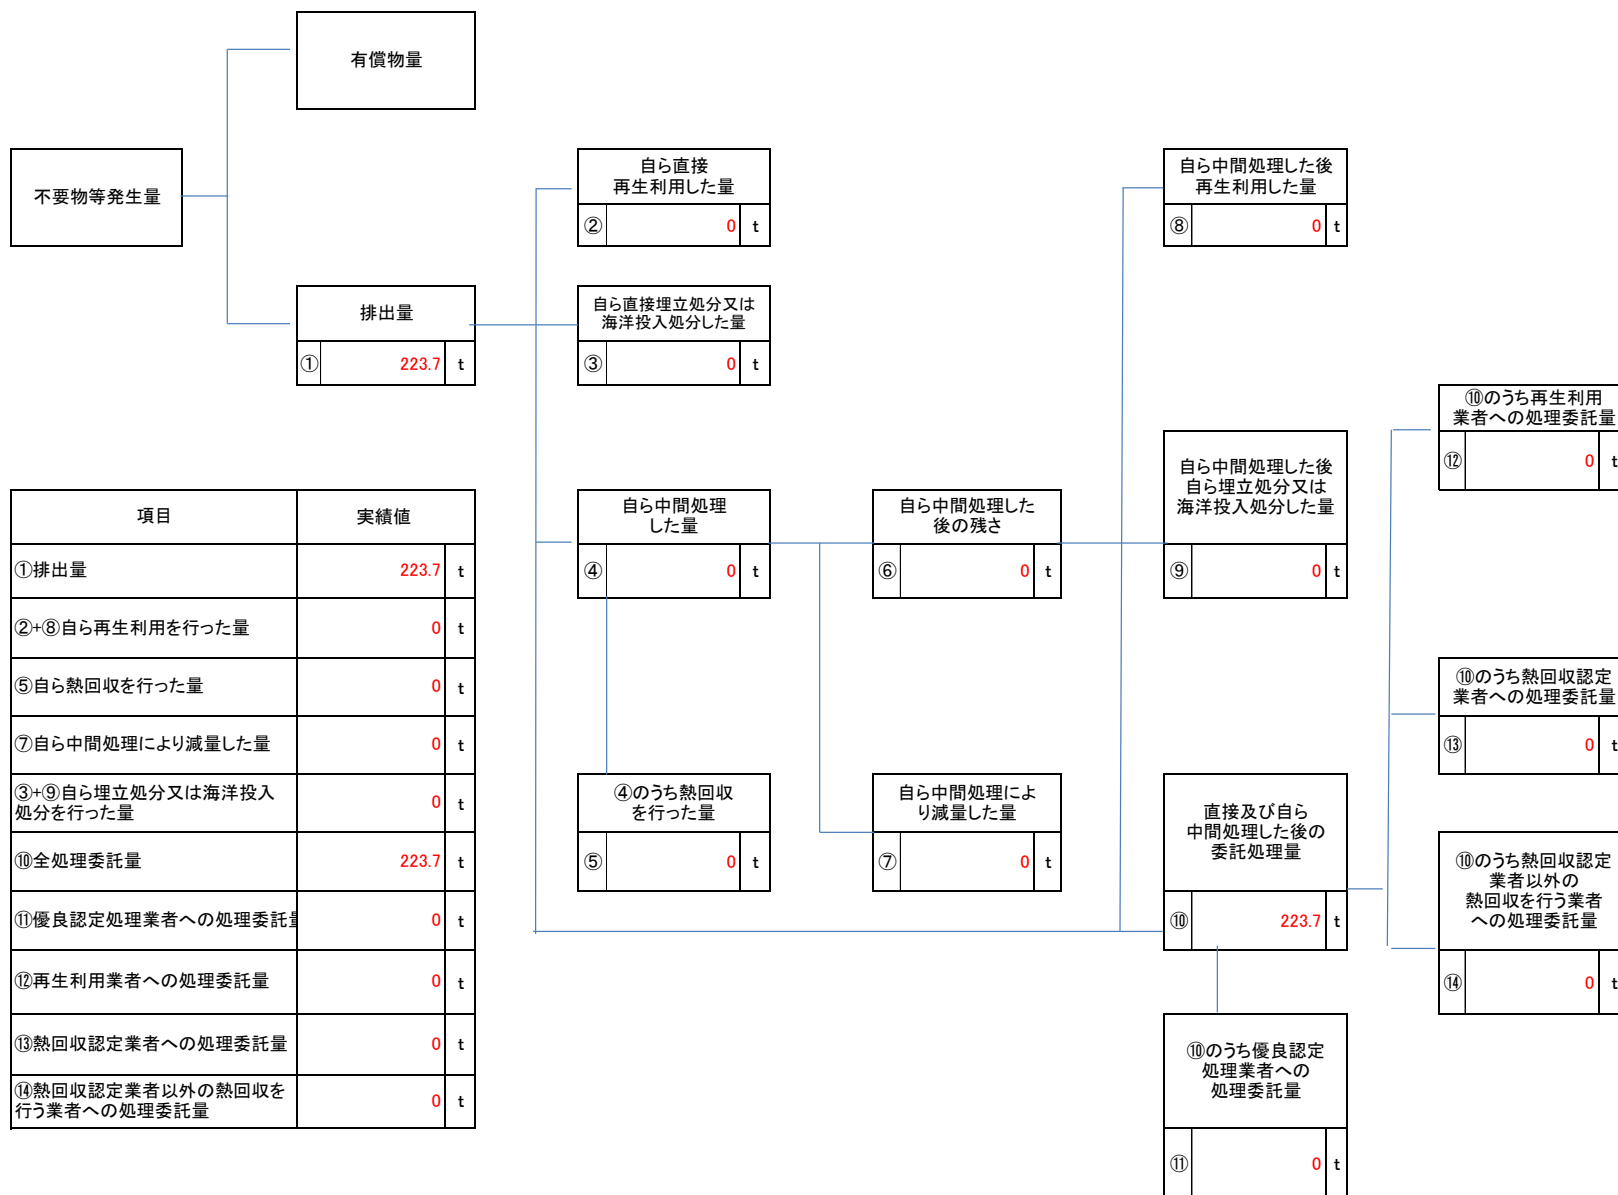 有償物量
不要物等発生量
自ら直接
再生利用した量
② 0 t
自ら中間処理した後
再生利用した量
⑧ 0 t
排出量
① 223.7 t
自ら直接埋立処分又は
海洋投入処分した量
③ 0 t
⑩のうち再生利用
業者への処理委託量
⑫ 0 t
項目 実績値
①排出量 223.7 t
②+⑧自ら再生利用を行った量 0 t
⑤自ら熱回収を行った量 0 t
⑦自ら中間処理により減量した量 0 t
③+⑨自ら埋立処分又は海洋投入
処分を行った量 0 t
⑩全処理委託量 223.7 t
⑪優良認定処理業者への処理委託量 0 t
⑫再生利用業者への処理委託量 0 t
⑬熱回収認定業者への処理委託量 0 t
⑭熱回収認定業者以外の熱回収を
行う業者への処理委託量 0 t
自ら中間処理
した量
④ 0 t
自ら中間処理した
後の残さ
⑥ 0 t
自ら中間処理した後
自ら埋立処分又は
海洋投入処分した量
⑨ 0 t
⑩のうち熱回収認定
業者への処理委託量
⑬ 0 t
④のうち熱回収
を行った量
⑤ 0 t
自ら中間処理によ
り減量した量
⑦ 0 t
直接及び自ら
中間処理した後の
委託処理量
⑩ 223.7 t
⑩のうち熱回収認定
業者以外の
熱回収を行う業者
への処理委託量
⑭ 0 t
⑩のうち優良認定
処理業者への
処理委託量
⑪ 0 t